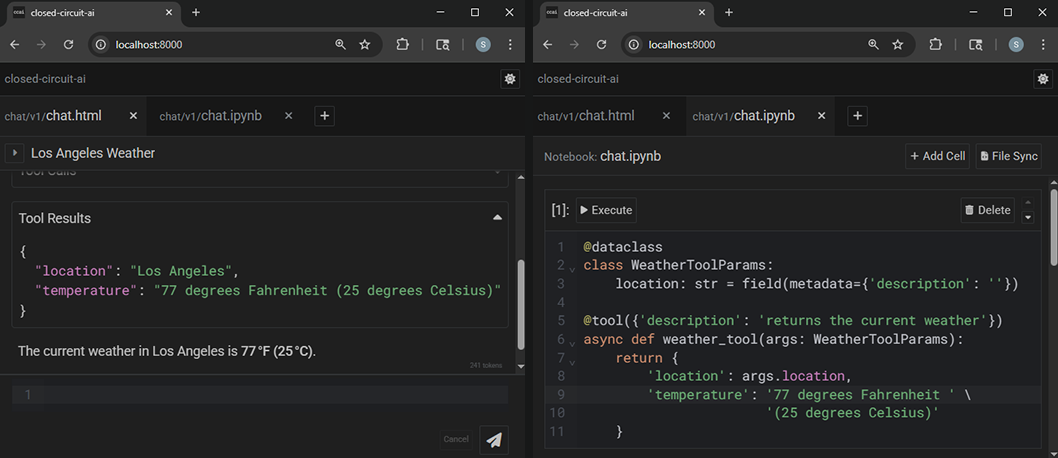 ccai closed-circuit-ai
localhost:8000
S
closed-circuit-ai
chat/v1/chat.html
chat/v1/chat.ipynb
Los Angeles Weather
Tool Calls
Tool Results
{
"location": "Los Angeles",
"temperature": "77 degrees Fahrenheit (25 degrees Celsius)"
}
The current weather in Los Angeles is 77 °F (25 °C).
241 tokens
1
Cancel
ccai closed-circuit-ai
localhost:8000
S
closed-circuit-ai
chat/v1/chat.html
chat/v1/chat.ipynb
Notebook: chat.ipynb
+ Add Cell
File Sync
[1]: Execute
Delete
1 @dataclass
2 class WeatherToolParams:
3 location: str = field(metadata={'description': ''})
4
5 @tool({'description': 'returns the current weather'})
6 async def weather_tool(args: WeatherToolParams):
7 return {
8 'location': args.location,
9 'temperature': '77 degrees Fahrenheit ' \
10 '(25 degrees Celsius)'
11 }